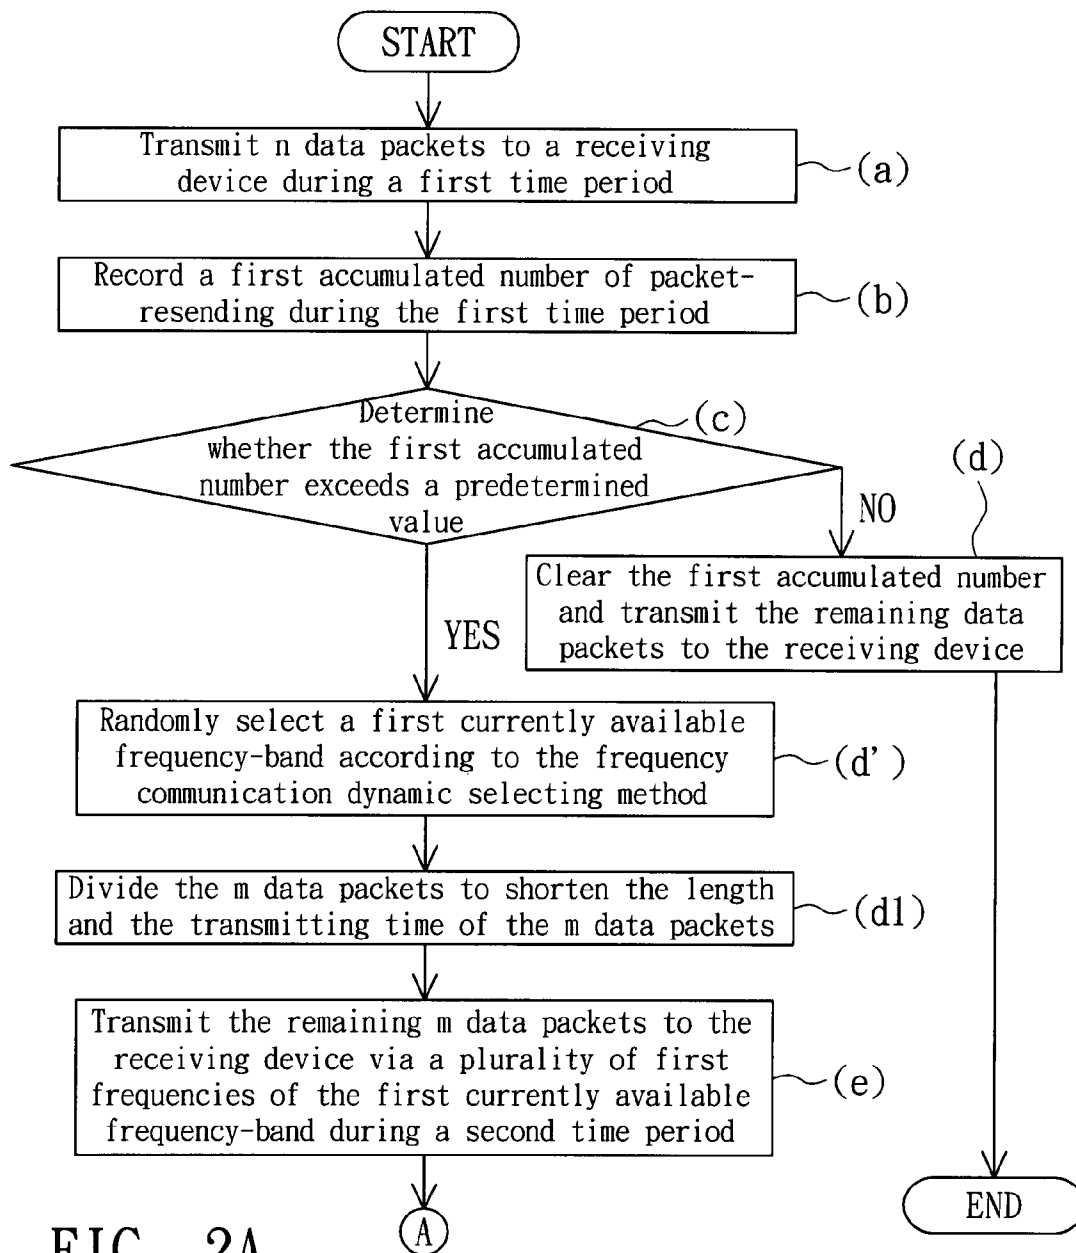 START
Transmit n data packets to a receiving
device during a first time period
(a)
Record a first accumulated number of packet-
resending during the first time period
(b)
Determine
whether the first accumulated
number exceeds a predetermined
value
(c)
(d)
NO
Clear the first accumulated number
and transmit the remaining data
packets to the receiving device
YES
Randomly select a first currently available
frequency-band according to the frequency
communication dynamic selecting method
(d')
Divide the m data packets to shorten the length
and the transmitting time of the m data packets
(d1)
Transmit the remaining m data packets to the
receiving device via a plurality of first
frequencies of the first currently available
frequency-band during a second time period
(e)
END
A
FIG. 2A